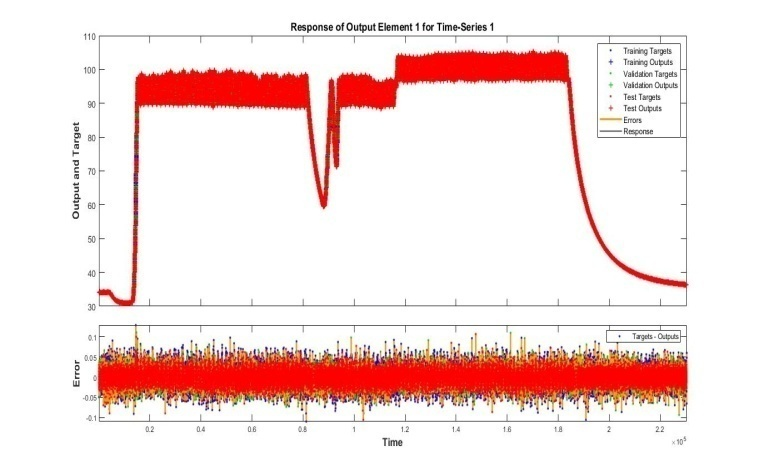 Response of Output Element 1 for Time-Series 1
Output and Target
110
100
90
80
70
60
50
40
30
Training Targets
Training Outputs
Validation Targets
Validation Outputs
Test Targets
Test Outputs
Errors
Response
Error
0.1
0.05
0
-0.05
-0.1
Targets - Outputs
0.2 0.4 0.6 0.8 1 1.2 1.4 1.6 1.8 2 2.2
×10^5
Time